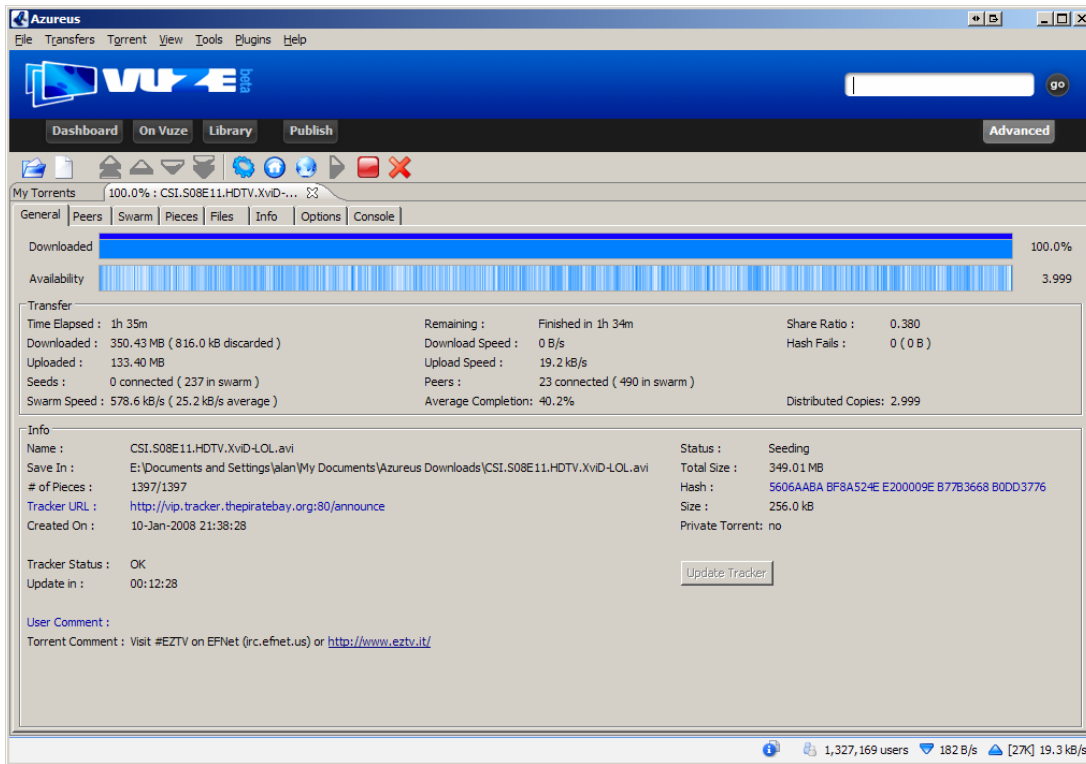 Azureus
File Transfers Torrent View Tools Plugins Help
VUZE beta
go
Dashboard On Vuze Library Publish Advanced
My Torrents 100.0% : CSI.S08E11.HDTV.XviD-...
General Peers Swarm Pieces Files Info Options Console
Downloaded 100.0%
Availability 3.999
Transfer
Time Elapsed : 1h 35m Remaining : Finished in 1h 34m Share Ratio : 0.380
Downloaded : 350.43 MB ( 816.0 kB discarded ) Download Speed : 0 B/s Hash Fails : 0 ( 0 B )
Uploaded : 133.40 MB Upload Speed : 19.2 kB/s
Seeds : 0 connected ( 237 in swarm ) Peers : 23 connected ( 490 in swarm )
Swarm Speed : 578.6 kB/s ( 25.2 kB/s average ) Average Completion: 40.2% Distributed Copies: 2.999
Info
Name : CSI.S08E11.HDTV.XviD-LOL.avi Status : Seeding
Save In : E:\Documents and Settings\alan\My Documents\Azureus Downloads\CSI.S08E11.HDTV.XviD-LOL.avi Total Size : 349.01 MB
# of Pieces : 1397/1397 Hash : 5606AABA BF8A524E E200009E B77B3668 B0DD3776
Tracker URL : http://vip.tracker.thepiratebay.org:80/announce Size : 256.0 kB
Created On : 10-Jan-2008 21:38:28 Private Torrent: no
Tracker Status : OK Update Tracker
Update in : 00:12:28
User Comment :
Torrent Comment : Visit #EZTV on EFNet (irc.efnet.us) or http://www.eztv.it/
1,327,169 users 182 B/s [27K] 19.3 kB/s